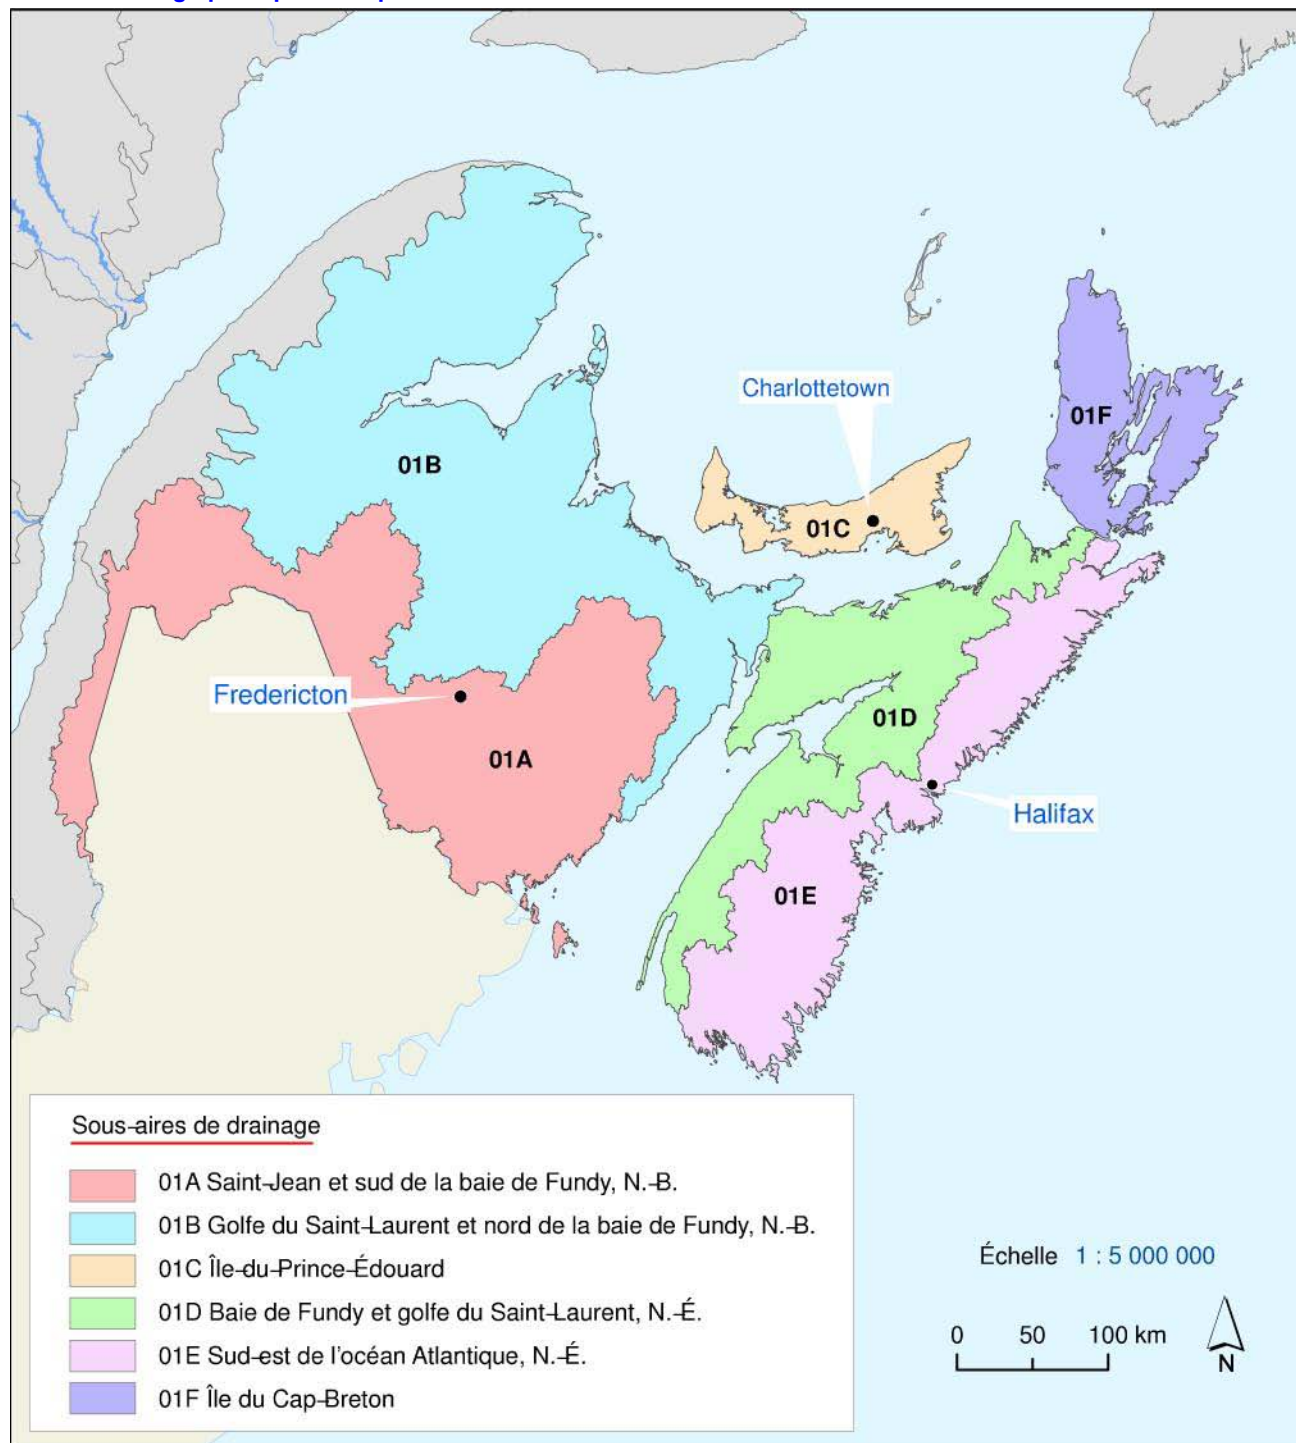 Charlottetown
01F
01B
01C
Fredericton
01D
01A
Halifax
01E
Sous-aires de drainage
01A Saint-Jean et sud de la baie de Fundy, N.-B.
01B Golfe du Saint-Laurent et nord de la baie de Fundy, N.-B.
01C Île-du-Prince-Édouard
01D Baie de Fundy et golfe du Saint-Laurent, N.-É.
01E Sud-est de l'océan Atlantique, N.-É.
01F Île du Cap-Breton
Échelle 1 : 5 000 000
0 50 100 km
N